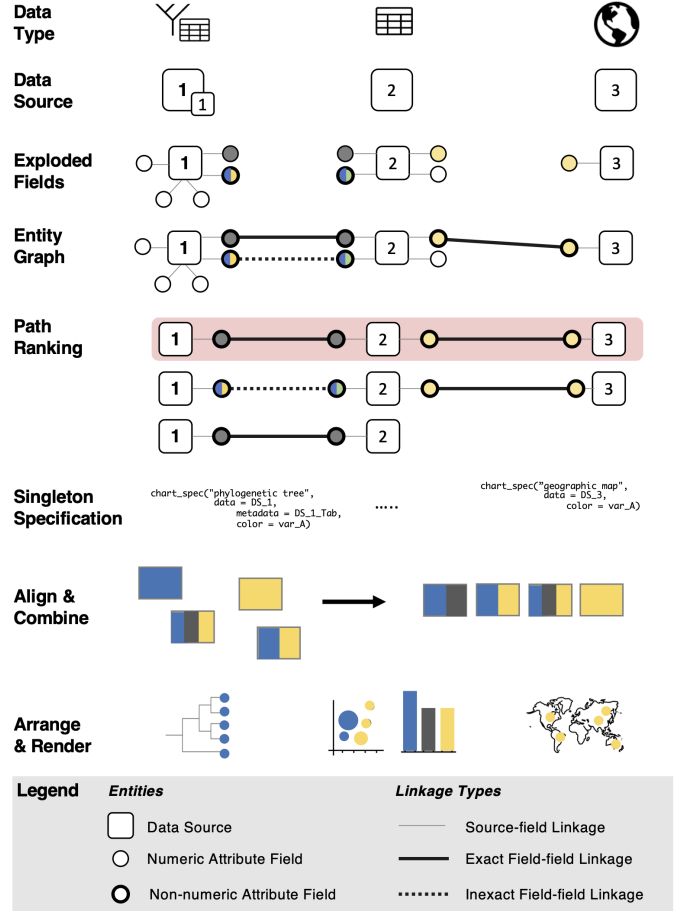 Data
Type
Data
Source
1
1
2
3
Exploded
Fields
1
2
3
Entity
Graph
1
2
3
Path
Ranking
1
2
3
1
2
3
1
2
Singleton
Specification
chart_spec("phylogenetic tree",
data = DS_1,
metadata = DS_1_Tab,
color = var_A)
.....
chart_spec("geographic map",
data = DS_3,
color = var_A)
Align &
Combine
Arrange
& Render
Legend
Entities
Linkage Types
Data Source
Source-field Linkage
Numeric Attribute Field
Exact Field-field Linkage
Non-numeric Attribute Field
Inexact Field-field Linkage